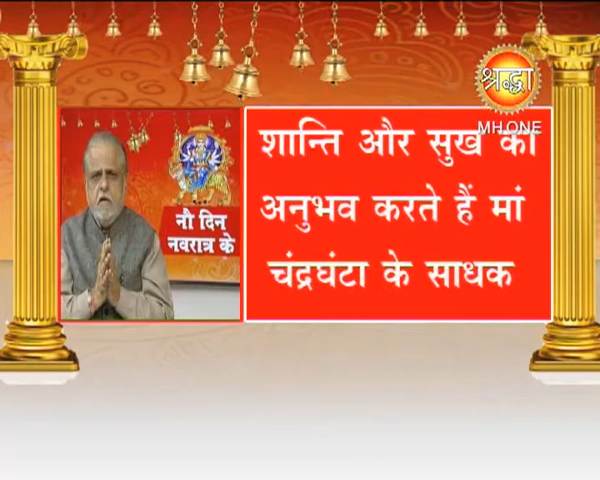 श्रद्धा
MH ONE
शान्ति और सुख का
अनुभव करते हैं मां
चंद्रघंटा के साधक
नौ दिन
नवरात्र के